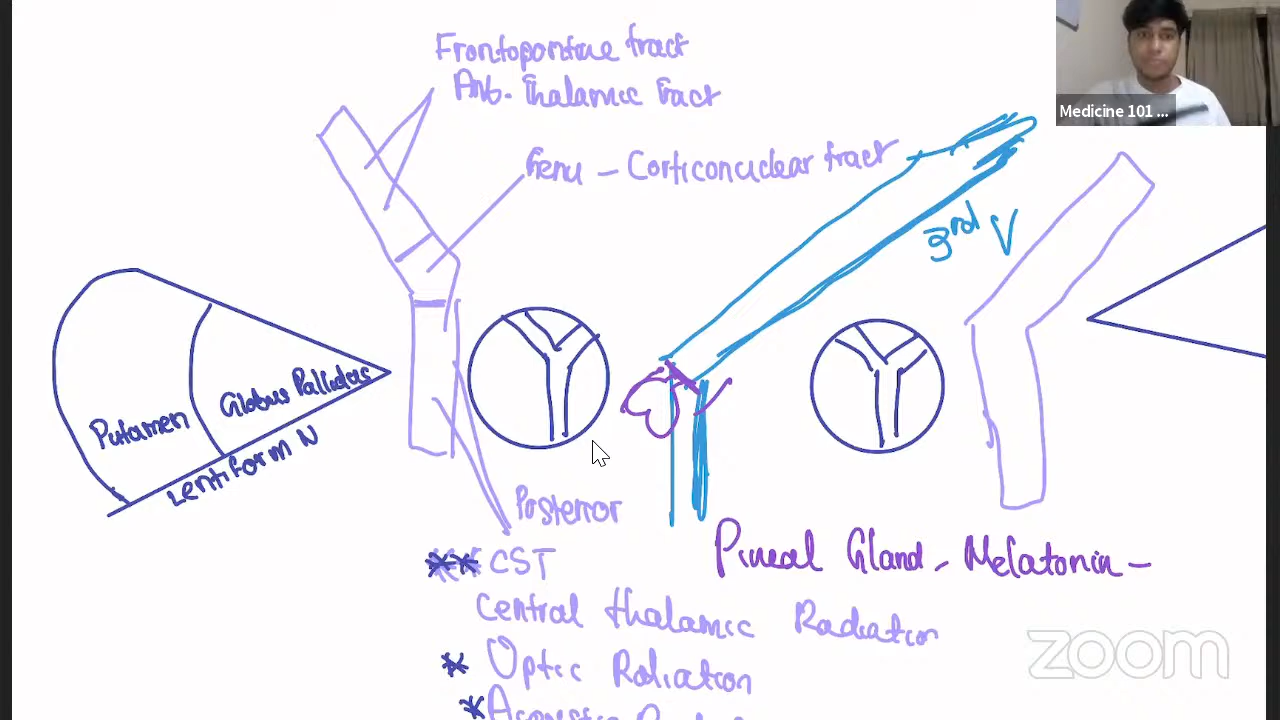 Frontopontine tract
Ant. Thalamic Tract
Medicine 101 ...
Genu - Corticonuclear tract
3rd V
Putamen
Globus Pallidus
Lentiform N
Posterior
** CST
Pineal Gland - Melatonin -
Central thalamic Radiation
* Optic Radiation
zoom